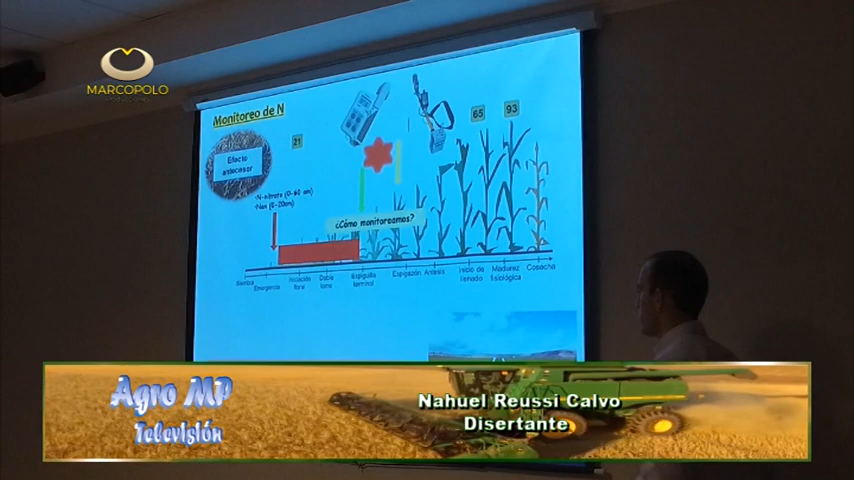 MARCOPOLO
Monitoreo de N
21
65
93
Efecto
antecesor
-N-nitrato (0-60 cm)
-Nan (0-20cm)
¿Cómo monitoreamos?
Siembra
Emergencia
Iniciación
floral
Doble
lomo
Espiguilla
terminal
Espigazón
Antesis
Inicio de
llenado
Madurez
fisiológica
Cosecha
Agro MP
Televisión
Nahuel Reussi Calvo
Disertante